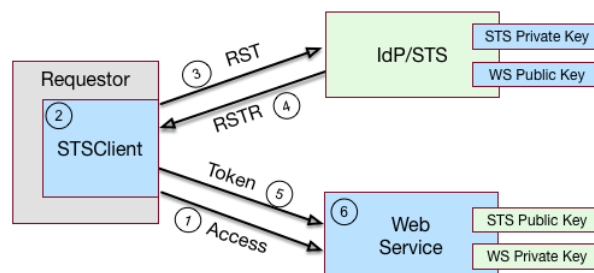 STS Private Key
IdP/STS
WS Public Key
3 RST
Requestor
RSTR 4
2
STSClient
Token 5
6
Web
Service
STS Public Key
1 Access
WS Private Key